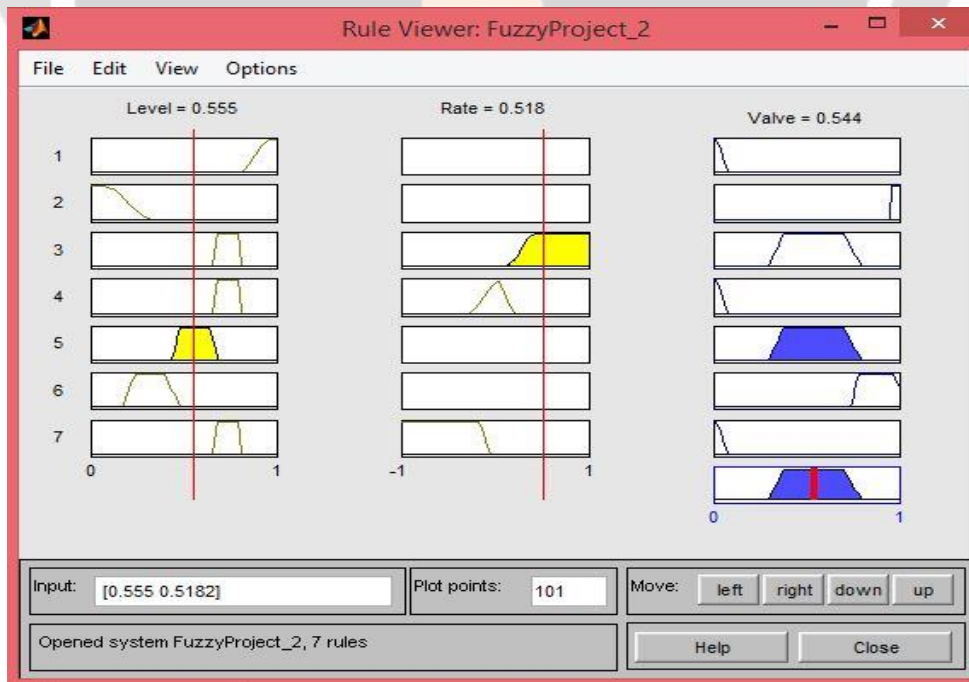 Rule Viewer: FuzzyProject_2
File Edit View Options
Level = 0.555 Rate = 0.518 Valve = 0.544
1
2
3
4
5
6
7
0 1 -1 1
0 1
Input: [0.555 0.5182] Plot points: 101 Move: left right down up
Opened system FuzzyProject_2, 7 rules Help Close